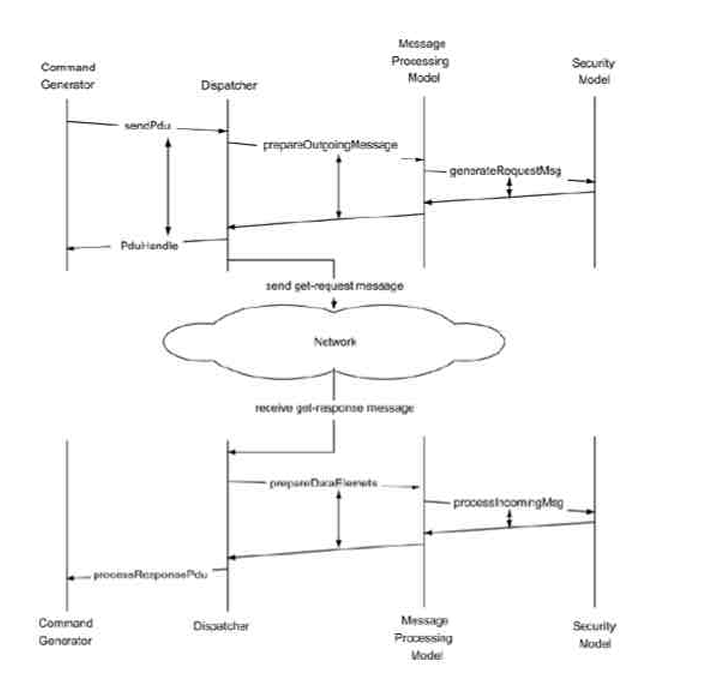 Command
Generator
Dispatcher
Message
Processing
Model
Security
Model
sendPdu
prepareOutgoingMessage
generateRequestMsg
PduHandle
send get-request message
Network
receive get-response message
prepareDataElemets
processIncomingMsg
processResponsePdu
Command
Generator
Dispatcher
Message
Processing
Model
Security
Model